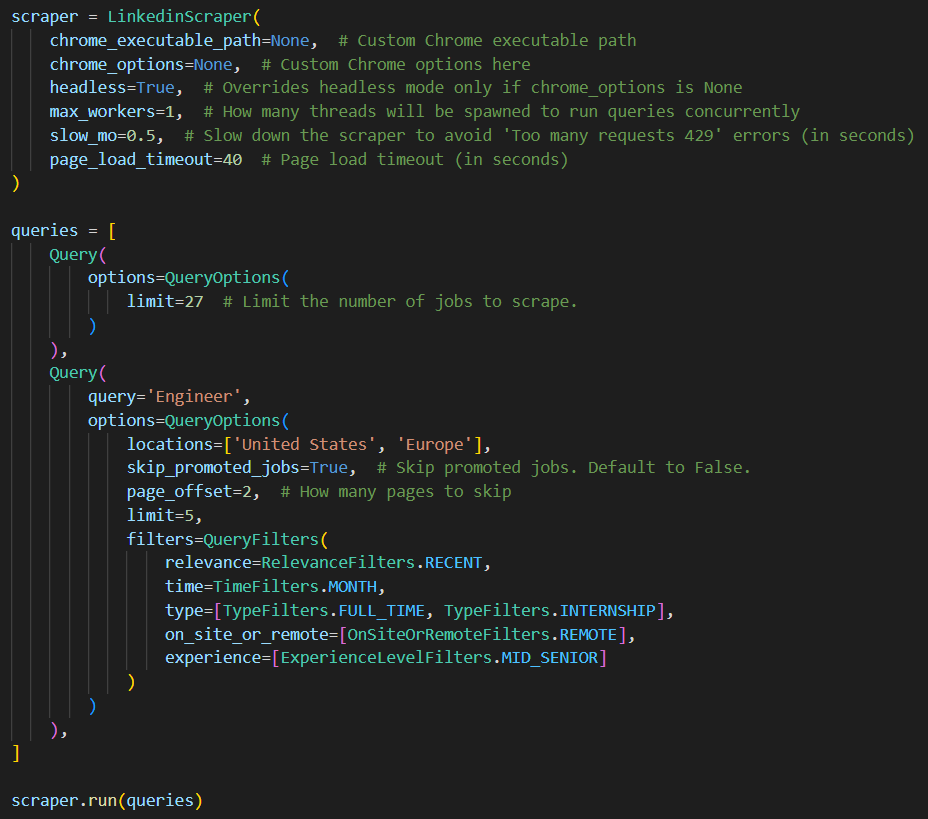 scraper = LinkedinScraper(
    chrome_executable_path=None,  # Custom Chrome executable path
    chrome_options=None,  # Custom Chrome options here
    headless=True,  # Overrides headless mode only if chrome_options is None
    max_workers=1,  # How many threads will be spawned to run queries concurrently
    slow_mo=0.5,  # Slow down the scraper to avoid 'Too many requests 429' errors (in seconds)
    page_load_timeout=40  # Page load timeout (in seconds)
)

queries = [
    Query(
        options=QueryOptions(
            limit=27  # Limit the number of jobs to scrape.
        )
    ),
    Query(
        query='Engineer',
        options=QueryOptions(
            locations=['United States', 'Europe'],
            skip_promoted_jobs=True,  # Skip promoted jobs. Default to False.
            page_offset=2,  # How many pages to skip
            limit=5,
            filters=QueryFilters(
                relevance=RelevanceFilters.RECENT,
                time=TimeFilters.MONTH,
                type=[TypeFilters.FULL_TIME, TypeFilters.INTERNSHIP],
                on_site_or_remote=[OnSiteOrRemoteFilters.REMOTE],
                experience=[ExperienceLevelFilters.MID_SENIOR]
            )
        )
    ),
]

scraper.run(queries)